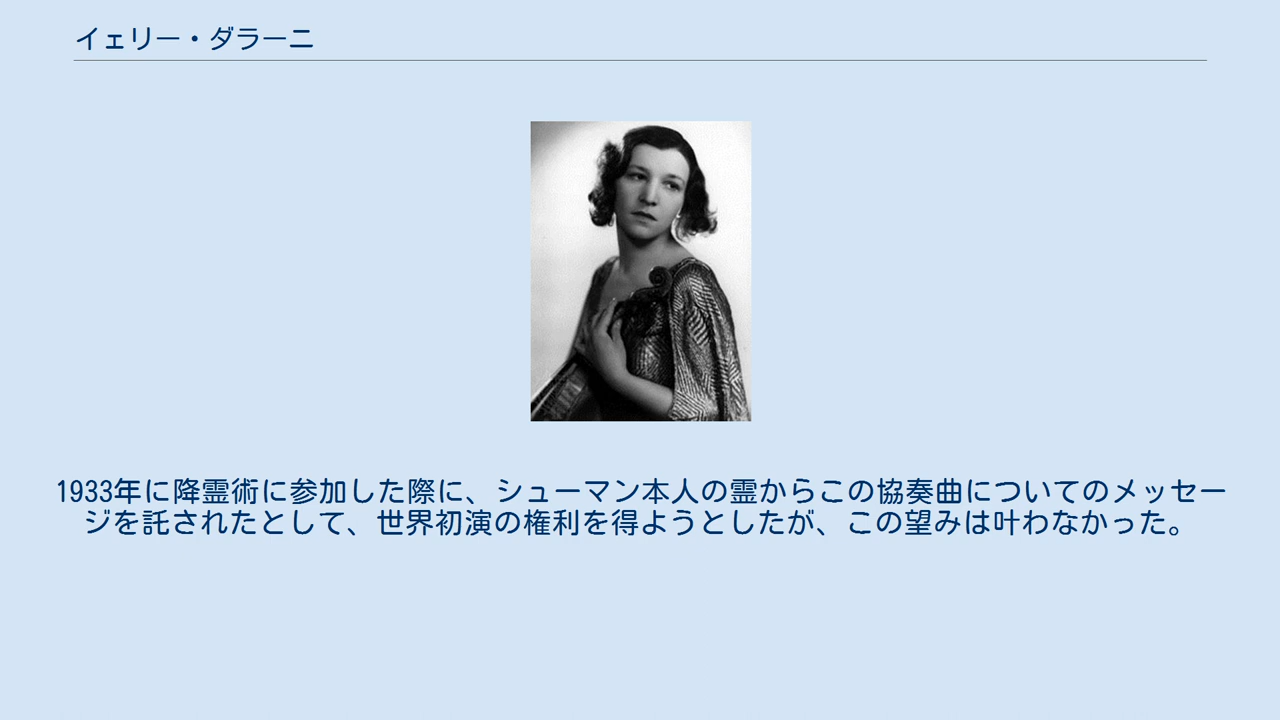 イェリー・ダラーニ
1933年に降霊術に参加した際に、シューマン本人の霊からこの協奏曲についてのメッセー
ジを託されたとして、世界初演の権利を得ようとしたが、この望みは叶わなかった。